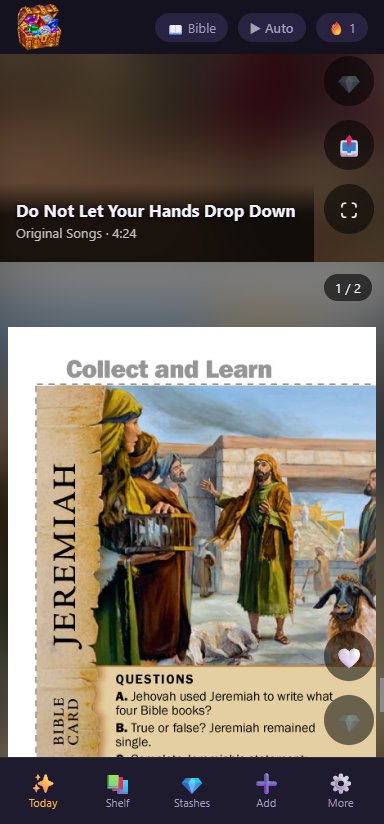 Bible
Auto
1
Do Not Let Your Hands Drop Down
Original Songs · 4:24
1 / 2
Collect and Learn
JEREMIAH
BIBLE
CARD
QUESTIONS
A. Jehovah used Jeremiah to write what
four Bible books?
B. True or false? Jeremiah remained
single.
Today
Shelf
Stashes
Add
More